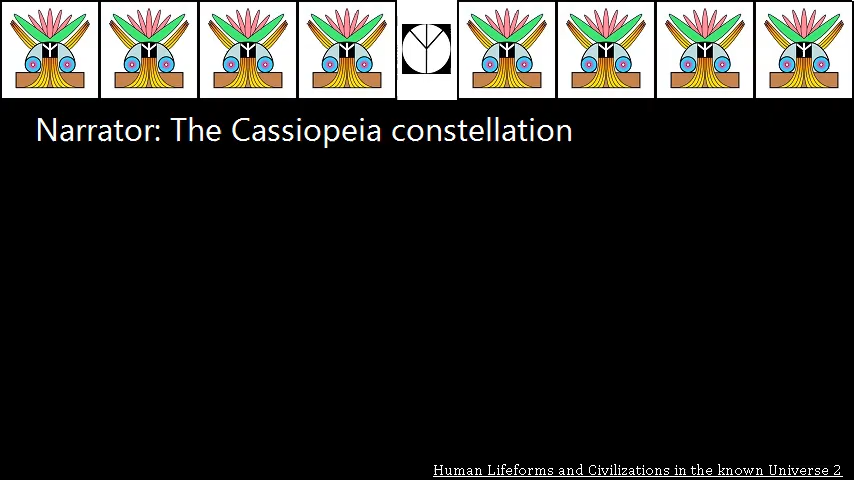 Narrator: The Cassiopeia constellation
Human Lifeforms and Civilizations in the known Universe 2